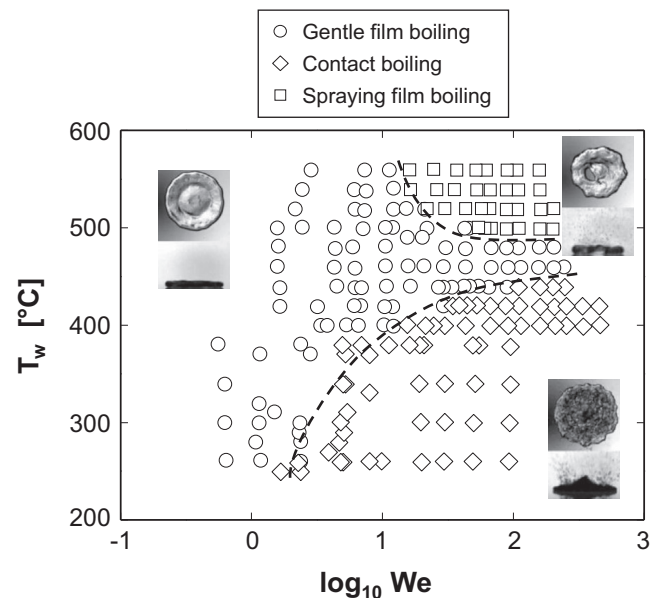 Gentle film boiling
Contact boiling
Spraying film boiling
600
500
400
300
200
T_w [°C]
-1 0 1 2 3
log₁₀ We